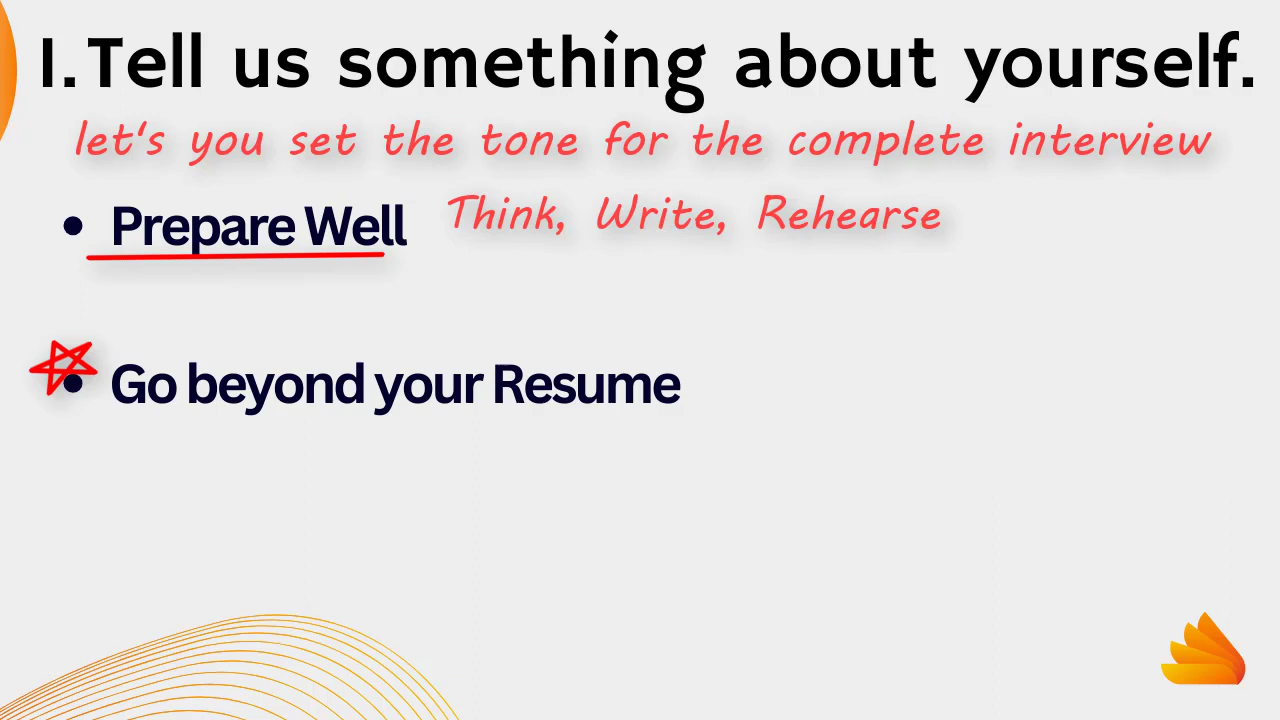 1.Tell us something about yourself.
let's you set the tone for the complete interview
• Prepare Well Think, Write, Rehearse
• Go beyond your Resume